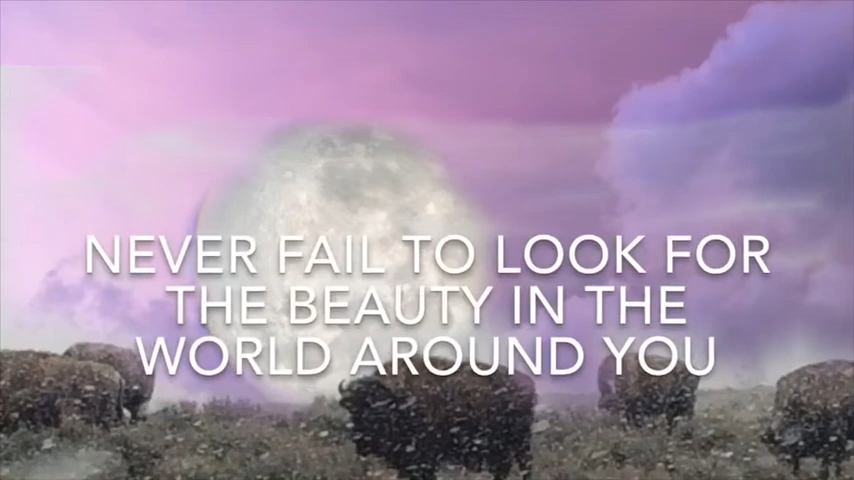 NEVER FAIL TO LOOK FOR
THE BEAUTY IN THE
WORLD AROUND YOU